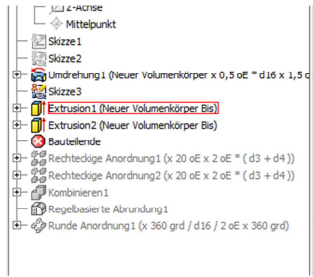 Z-Achse
Mittelpunkt
Skizze1
Skizze2
Umdrehung1 (Neuer Volumenkörper x 0,5 oE * d16 x 1,5 o
Skizze3
Extrusion1 (Neuer Volumenkörper Bis)
Extrusion2 (Neuer Volumenkörper Bis)
Bauteilende
Rechteckige Anordnung1 (x 20 oE x 2 oE * ( d3 + d4 ))
Rechteckige Anordnung2 (x 20 oE x 2 oE * ( d3 + d4 ))
Kombinieren1
Regelbasierte Abrundung1
Runde Anordnung1 (x 360 grd / d16 / 2 oE x 360 grd)